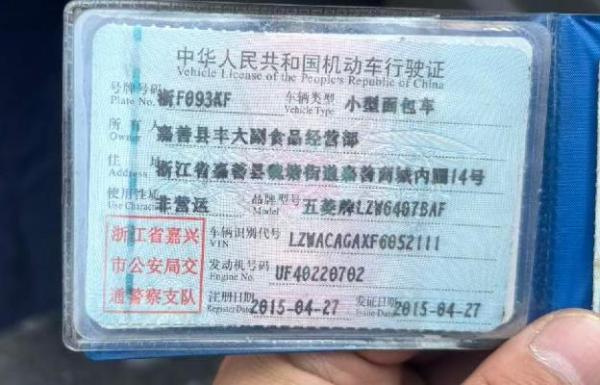 中华人民共和国机动车行驶证
Vehicle License of the People's Republic of China
号牌号码 浙F093KF 车辆类型 小型面包车
Plate No. Vehicle Type
所有人 嘉善县丰大副食品经营部
Owner
住址 浙江省嘉善县魏塘街道嘉善商城内圈14号
Address
使用性质 非营运 品牌型号 五菱牌LZW6407BAF
Use Character Model
浙江省嘉兴
市公安局交
通警察支队
车辆识别代号 LZWACAGAXF6052111
VIN
发动机号码 UF40220702
Engine No.
注册日期 2015-04-27 发证日期 2015-04-27
Register Date Issue Date